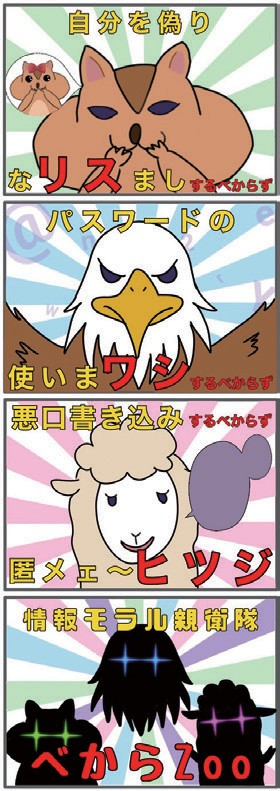 自分を偽り
なリスましするべからず
パスワードの
使いまワシするべからず
悪口書き込みするべからず
匿メェ～ヒツジ
情報モラル親衛隊
べからZoo